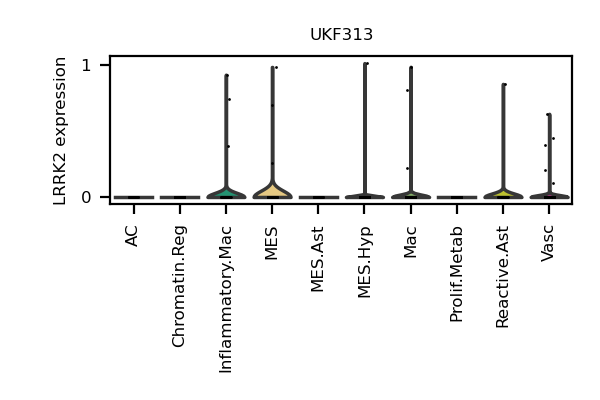 UKF313
LRRK2 expression
1
0
AC
Chromatin.Reg
Inflammatory.Mac
MES
MES.Ast
MES.Hyp
Mac
Prolif.Metab
Reactive.Ast
Vasc